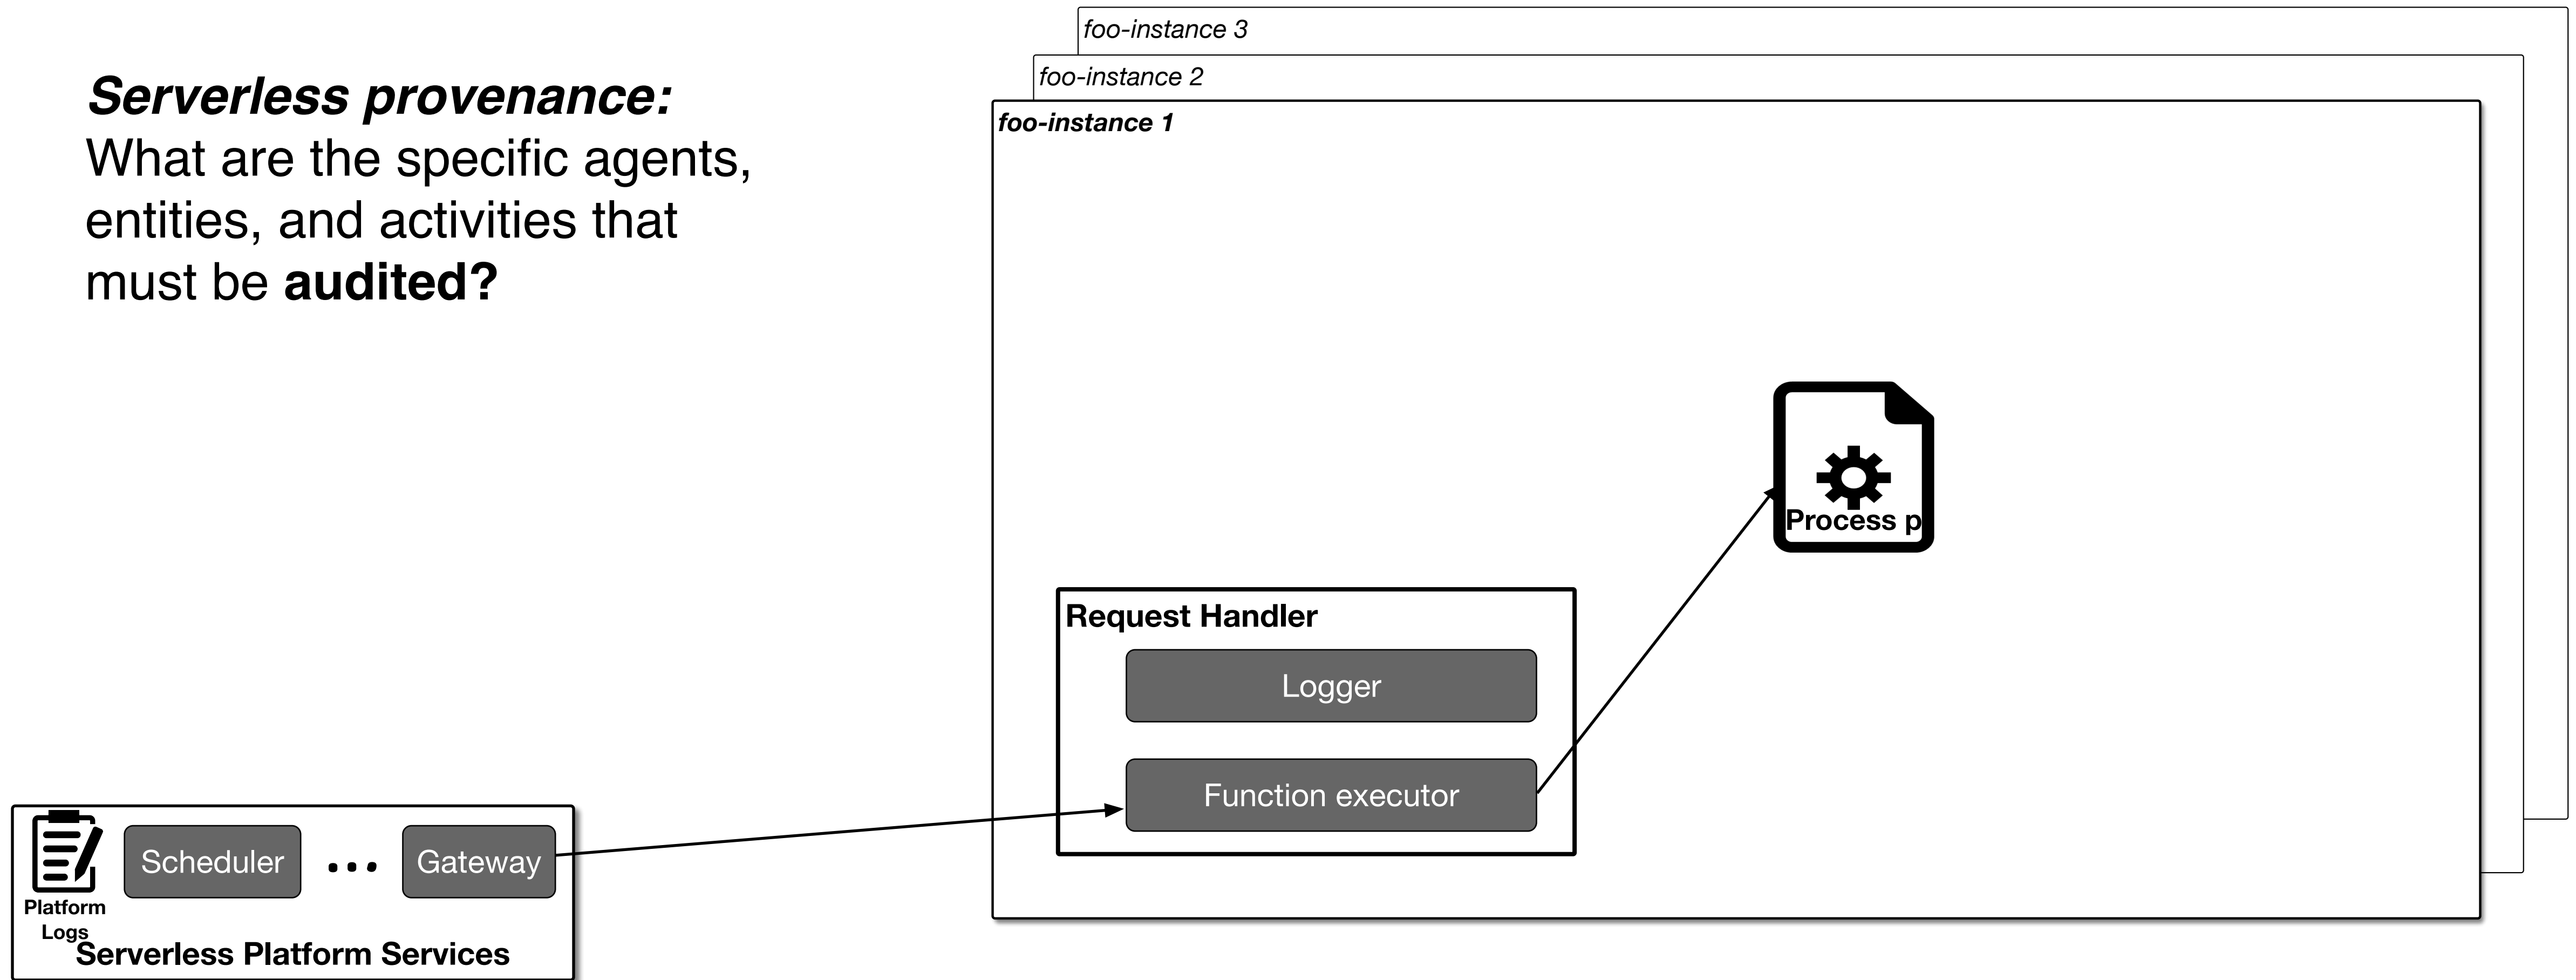 Serverless provenance:
What are the specific agents,
entities, and activities that
must be audited?
foo-instance 3
foo-instance 2
foo-instance 1
Process p
Request Handler
Logger
Function executor
Scheduler
...
Gateway
Platform
Logs
Serverless Platform Services